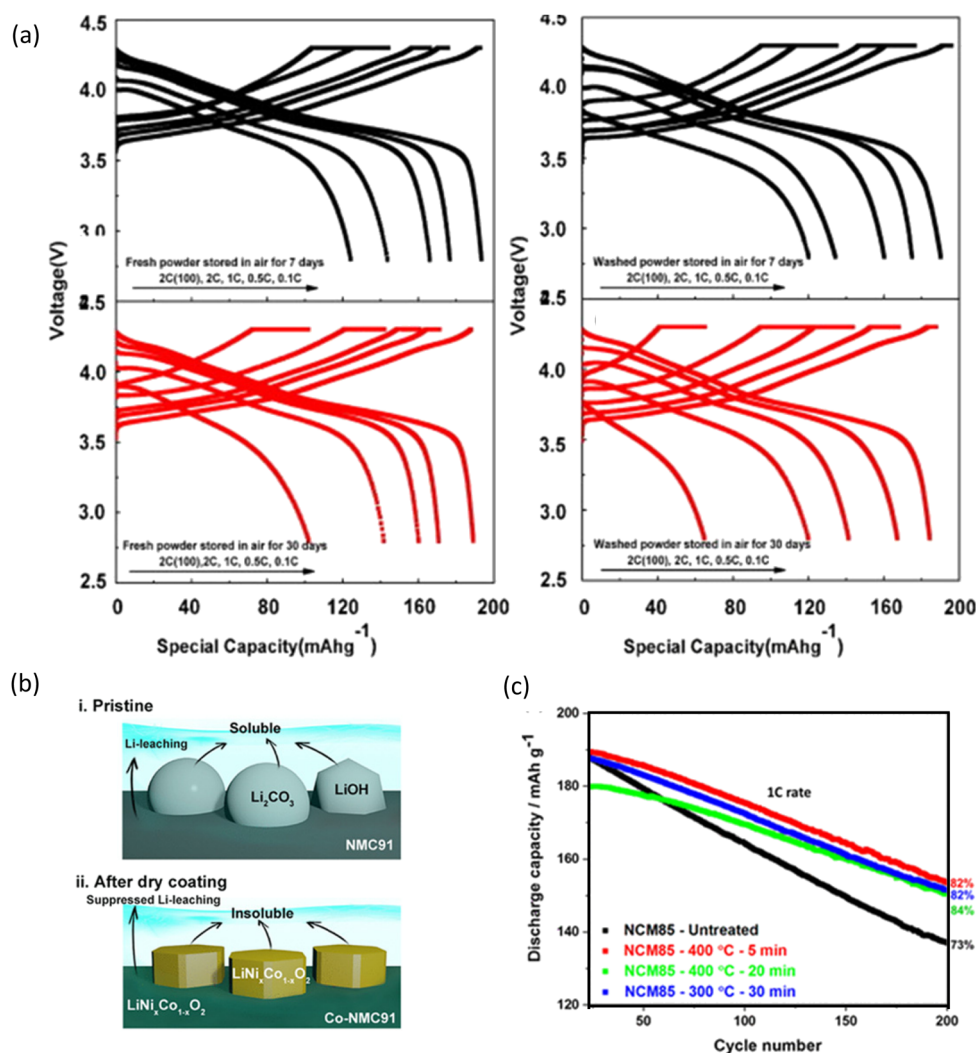 (a)
4.5
4.0
3.5
3.0
2.5
4.0
3.5
3.0
2.5
Voltage(V)
Fresh powder stored in air for 7 days
2C(100), 2C, 1C, 0.5C, 0.1C
Fresh powder stored in air for 30 days
2C(100),2C, 1C, 0.5C, 0.1C
0 40 80 120 160 200
Special Capacity(mAhg-1)
4.5
4.0
3.5
3.0
2.5
4.0
3.5
3.0
2.5
Voltage(V)
Washed powder stored in air for 7 days
2C(100), 2C, 1C, 0.5C, 0.1C
Washed powder stored in air for 30 days
2C(100), 2C, 1C, 0.5C, 0.1C
0 40 80 120 160 200
Special Capacity(mAhg-1)
(b)
i. Pristine
Soluble
Li-leaching
Li2CO3
LiOH
NMC91
ii. After dry coating
Suppressed Li-leaching
Insoluble
LiNixCo1-xO2
LiNixCo1-xO2
Co-NMC91
(c)
200
180
160
140
120
Discharge capacity / mAh g-1
1C rate
82%
82%
84%
73%
NCM85 - Untreated
NCM85 - 400 °C - 5 min
NCM85 - 400 °C - 20 min
NCM85 - 300 °C - 30 min
50 100 150 200
Cycle number